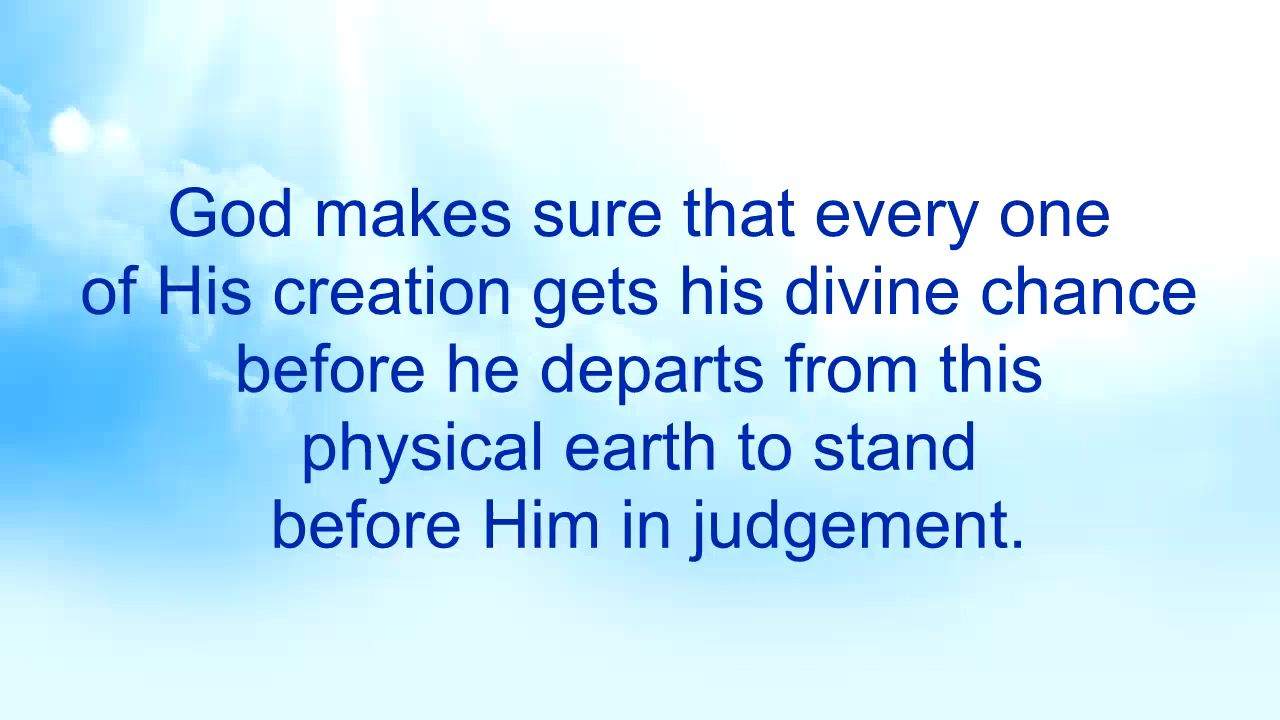 God makes sure that every one
of His creation gets his divine chance
before he departs from this
physical earth to stand
before Him in judgement.